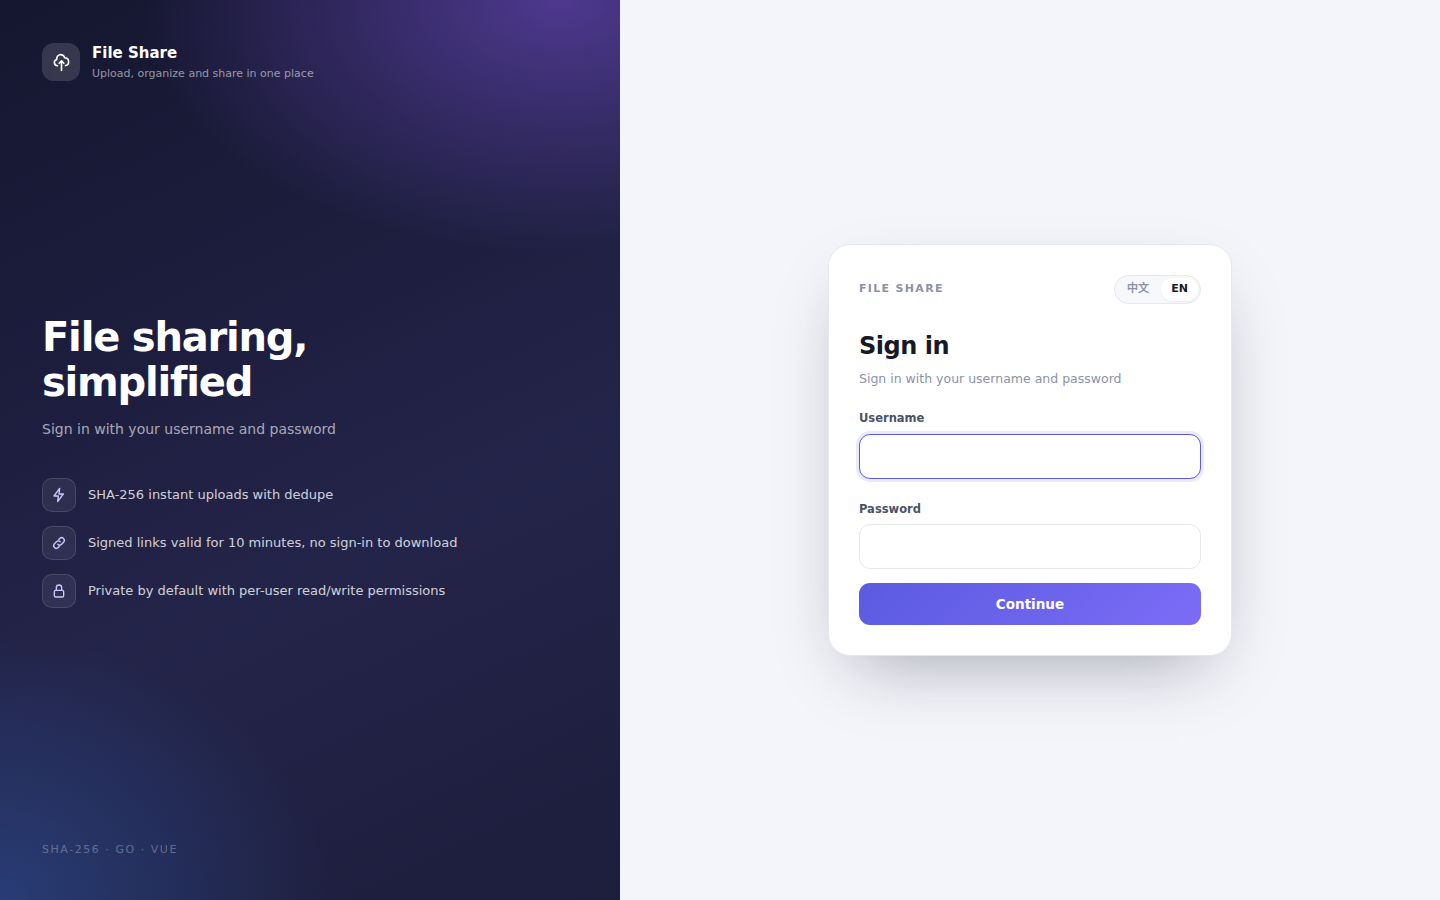 File Share
Upload, organize and share in one place
File sharing,
simplified
Sign in with your username and password
SHA-256 instant uploads with dedupe
Signed links valid for 10 minutes, no sign-in to download
Private by default with per-user read/write permissions
SHA-256 · GO · VUE
FILE SHARE
中文 EN
Sign in
Sign in with your username and password
Username
Password
Continue